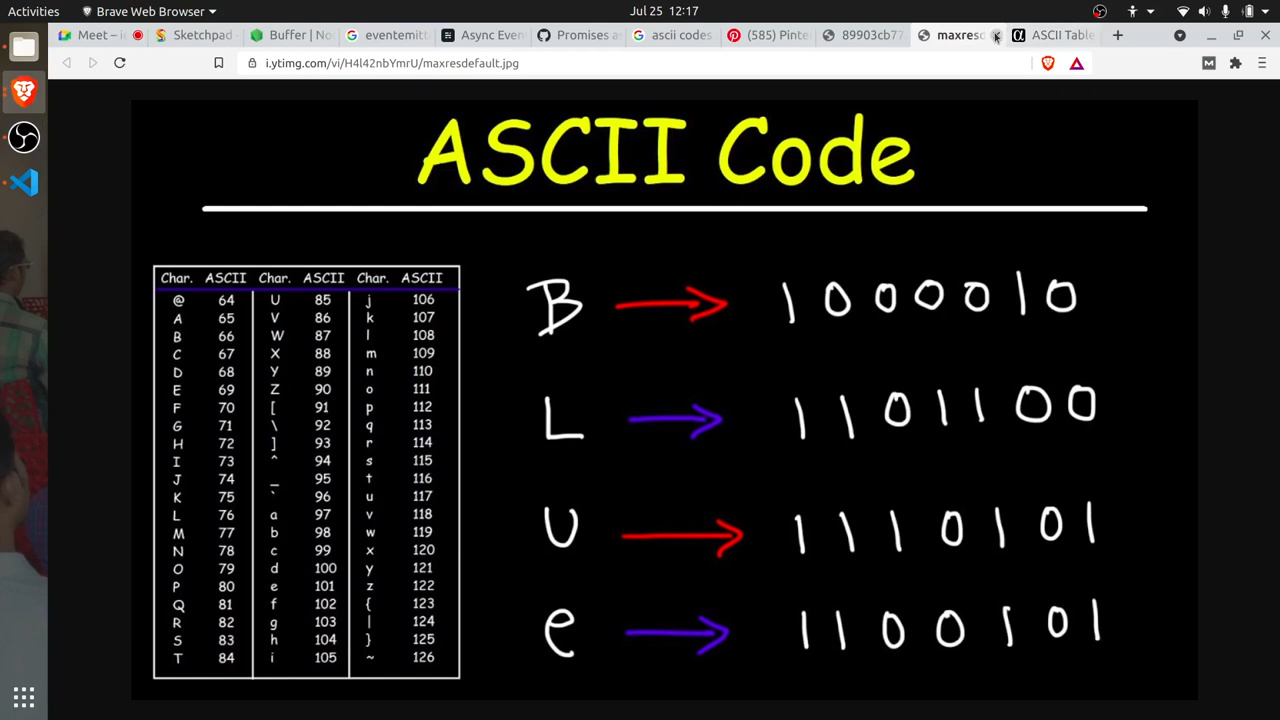 Activities Brave Web Browser Jul 25 12:17
Meet – Sketchpad Buffer | Nod eventemitt Async Even Promises as ascii codes (585) Pinte 89903cb77 maxresd ASCII Table
i.ytimg.com/vi/H4l42nbYmrU/maxresdefault.jpg
ASCII Code
Char. ASCII Char. ASCII Char. ASCII
@ 64 U 85 j 106
A 65 V 86 k 107
B 66 W 87 l 108
C 67 X 88 m 109
D 68 Y 89 n 110
E 69 Z 90 o 111
F 70 [ 91 p 112
G 71 \ 92 q 113
H 72 ] 93 r 114
I 73 ^ 94 s 115
J 74 _ 95 t 116
K 75 ` 96 u 117
L 76 a 97 v 118
M 77 b 98 w 119
N 78 c 99 x 120
O 79 d 100 y 121
P 80 e 101 z 122
Q 81 f 102 { 123
R 82 g 103 | 124
S 83 h 104 } 125
T 84 i 105 ~ 126
B → 1000010
L → 1101100
U → 1110101
e → 1100101